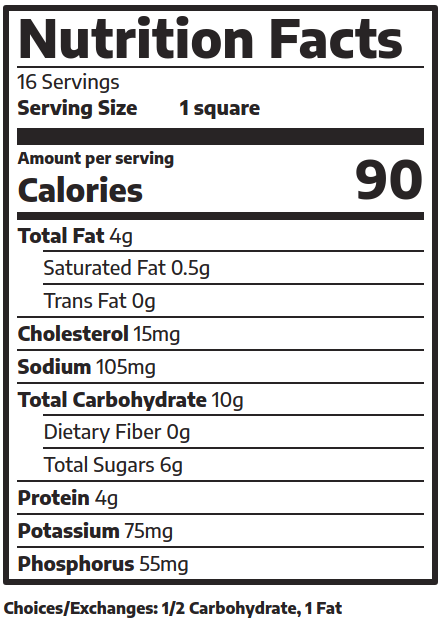 Nutrition Facts
16 Servings
Serving Size 1 square
Amount per serving
Calories 90
Total Fat 4g
Saturated Fat 0.5g
Trans Fat 0g
Cholesterol 15mg
Sodium 105mg
Total Carbohydrate 10g
Dietary Fiber 0g
Total Sugars 6g
Protein 4g
Potassium 75mg
Phosphorus 55mg
Choices/Exchanges: 1/2 Carbohydrate, 1 Fat